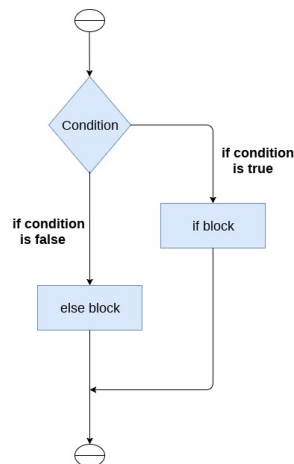 Condition
if condition
is true
if block
if condition
is false
else block